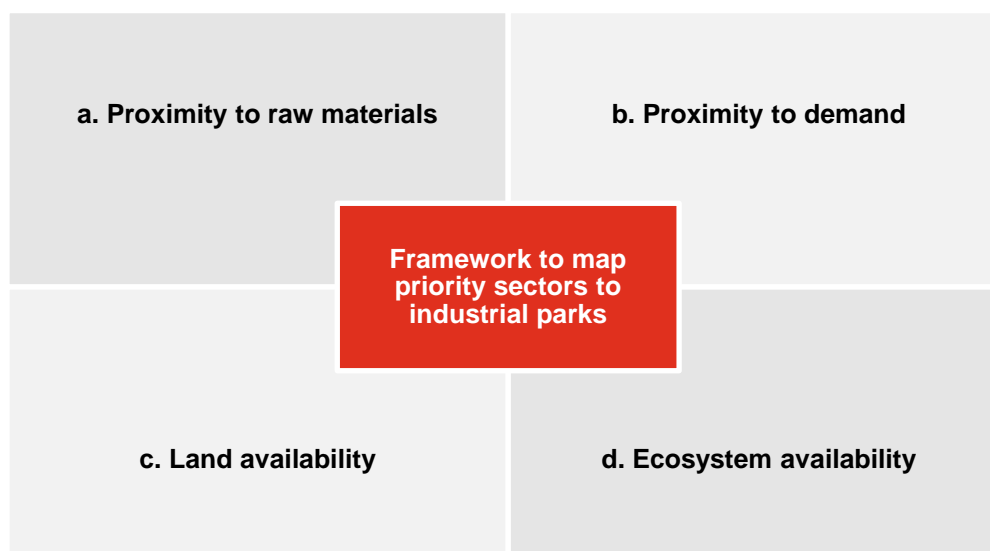 a. Proximity to raw materials
b. Proximity to demand
Framework to map
priority sectors to
industrial parks
c. Land availability
d. Ecosystem availability